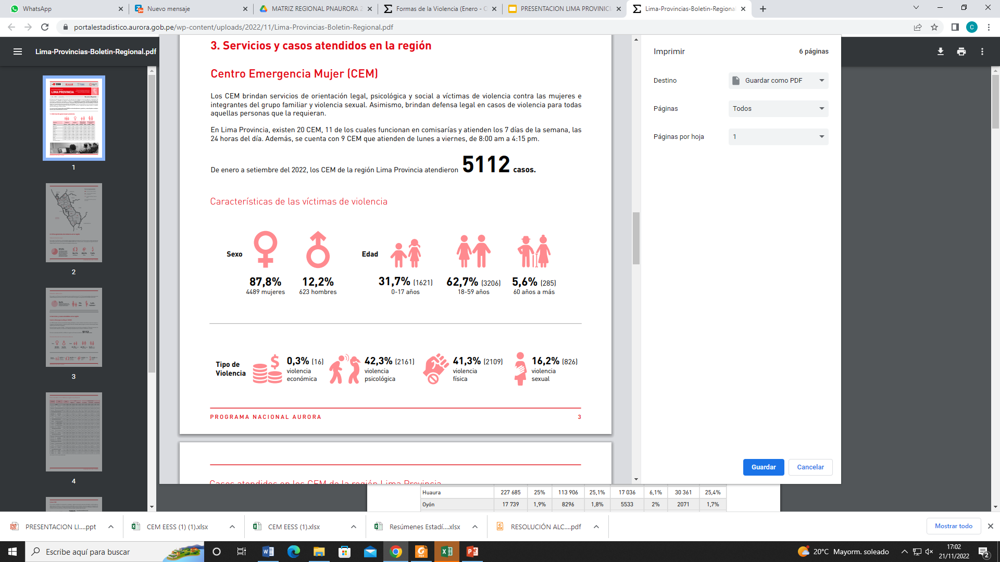 WhatsApp
Nuevo mensaje
MATRIZ REGIONAL PNAURORA 2
Formas de la Violencia (Enero - O
PRESENTACION LIMA PROVINICI
Lima-Provincias-Boletin-Regional
portalestadistico.aurora.gob.pe/wp-content/uploads/2022/11/Lima-Provincias-Boletin-Regional.pdf
C
Lima-Provincias-Boletin-Regional.pdf
LIMA PROVINCIA
1
2
3
4
3. Servicios y casos atendidos en la región
Centro Emergencia Mujer (CEM)
Los CEM brindan servicios de orientación legal, psicológica y social a víctimas de violencia contra las mujeres e
integrantes del grupo familiar y violencia sexual. Asimismo, brindan defensa legal en casos de violencia para todas
aquellas personas que la requieran.
En Lima Provincia, existen 20 CEM, 11 de los cuales funcionan en comisarías y atienden los 7 días de la semana, las
24 horas del día. Además, se cuenta con 9 CEM que atienden de lunes a viernes, de 8:00 am a 4:15 pm.
De enero a setiembre del 2022, los CEM de la región Lima Provincia atendieron 5112 casos.
Características de las víctimas de violencia
Sexo
87,8%
4489 mujeres
12,2%
623 hombres
Edad
31,7% (1621)
0-17 años
62,7% (3206)
18-59 años
5,6% (285)
60 años a más
Tipo de
Violencia
0,3% (16)
violencia
económica
42,3% (2161)
violencia
psicológica
41,3% (2109)
violencia
física
16,2% (826)
violencia
sexual
PROGRAMA NACIONAL AURORA 3
Casos atendidos en los CEM de la región Lima Provincia
Imprimir 6 páginas
Destino Guardar como PDF
Páginas Todos
Páginas por hoja 1
Guardar Cancelar
Huaura 227 685 25% 113 906 25,1% 17 036 6,1% 30 361 25,4%
Oyón 17 739 1,9% 8296 1,8% 5533 2% 2071 1,7%
PRESENTACION LI....ppt
CEM EESS (1) (1).xlsx
CEM EESS (1).xlsx
Resúmenes Estadí....xlsx
RESOLUCIÓN ALC....pdf
Mostrar todo
Escribe aquí para buscar
20°C Mayorm. soleado
17:02
21/11/2022
2